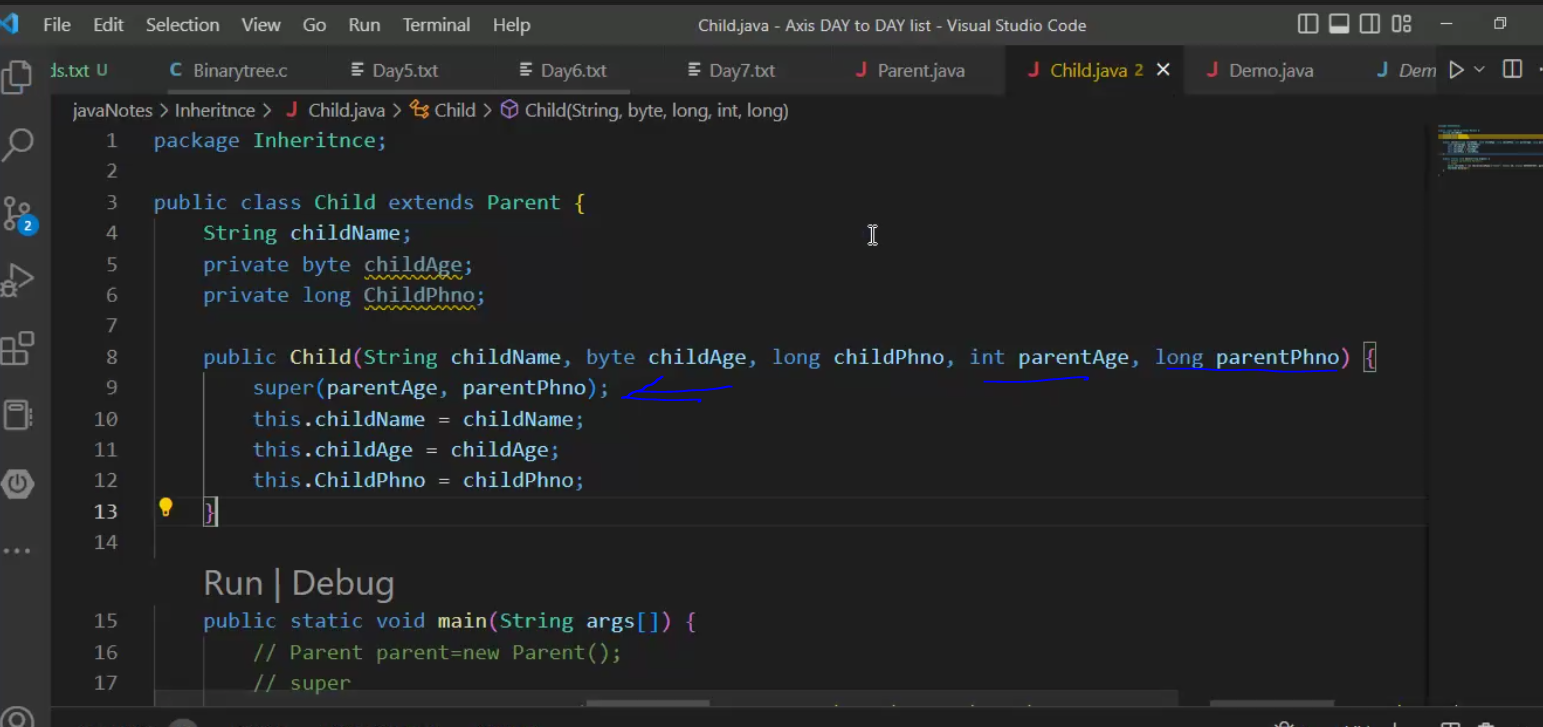 File Edit Selection View Go Run Terminal Help Child.java - Axis DAY to DAY list - Visual Studio Code
ds.txt U Binarytree.c Day5.txt Day6.txt Day7.txt Parent.java Child.java 2 Demo.java Dem
javaNotes > Inheritnce > Child.java > Child > Child(String, byte, long, int, long)
1 package Inheritnce;
2
3 public class Child extends Parent {
4 String childName;
5 private byte childAge;
6 private long ChildPhno;
7
8 public Child(String childName, byte childAge, long childPhno, int parentAge, long parentPhno) {
9 super(parentAge, parentPhno);
10 this.childName = childName;
11 this.childAge = childAge;
12 this.ChildPhno = childPhno;
13 }
14
Run | Debug
15 public static void main(String args[]) {
16 // Parent parent=new Parent();
17 // super
2